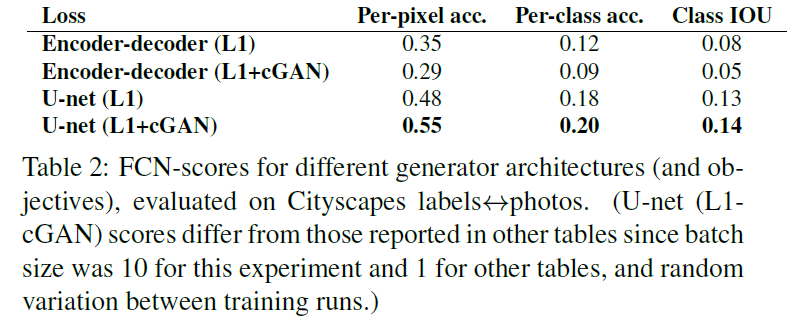 Loss Per-pixel acc. Per-class acc. Class IOU
Encoder-decoder (L1) 0.35 0.12 0.08
Encoder-decoder (L1+cGAN) 0.29 0.09 0.05
U-net (L1) 0.48 0.18 0.13
U-net (L1+cGAN) 0.55 0.20 0.14
Table 2: FCN-scores for different generator architectures (and ob-
jectives), evaluated on Cityscapes labels↔photos. (U-net (L1-
cGAN) scores differ from those reported in other tables since batch
size was 10 for this experiment and 1 for other tables, and random
variation between training runs.)